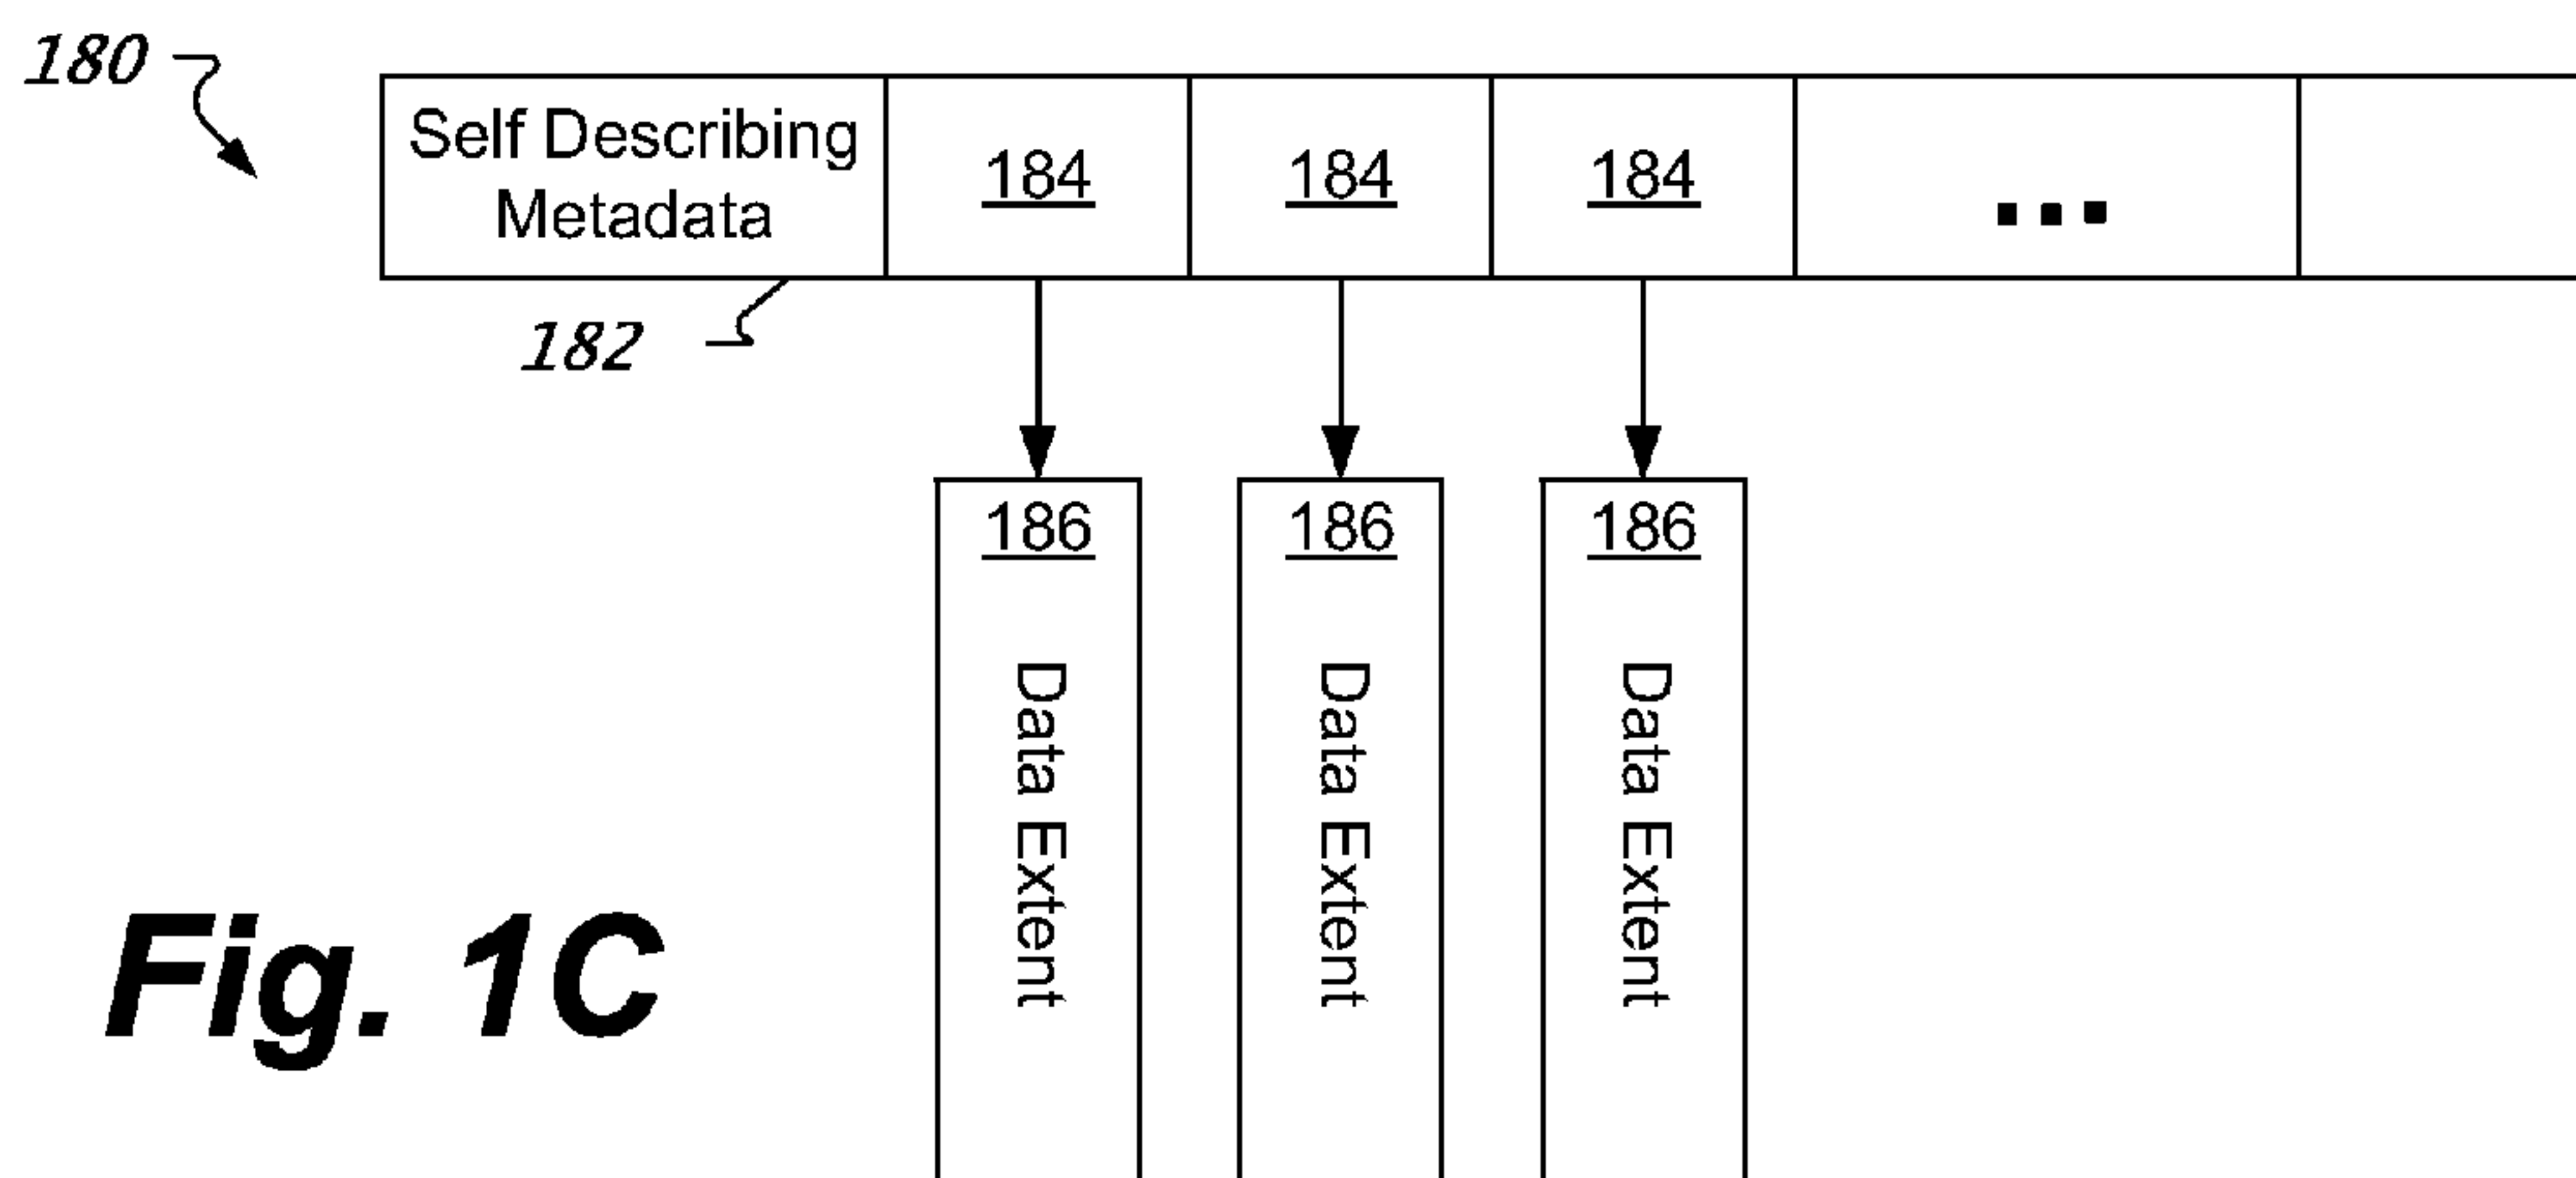 180
Self Describing
Metadata
184
184
184
...
182
186
186
186
Data Extent
Data Extent
Data Extent
Fig. 1C